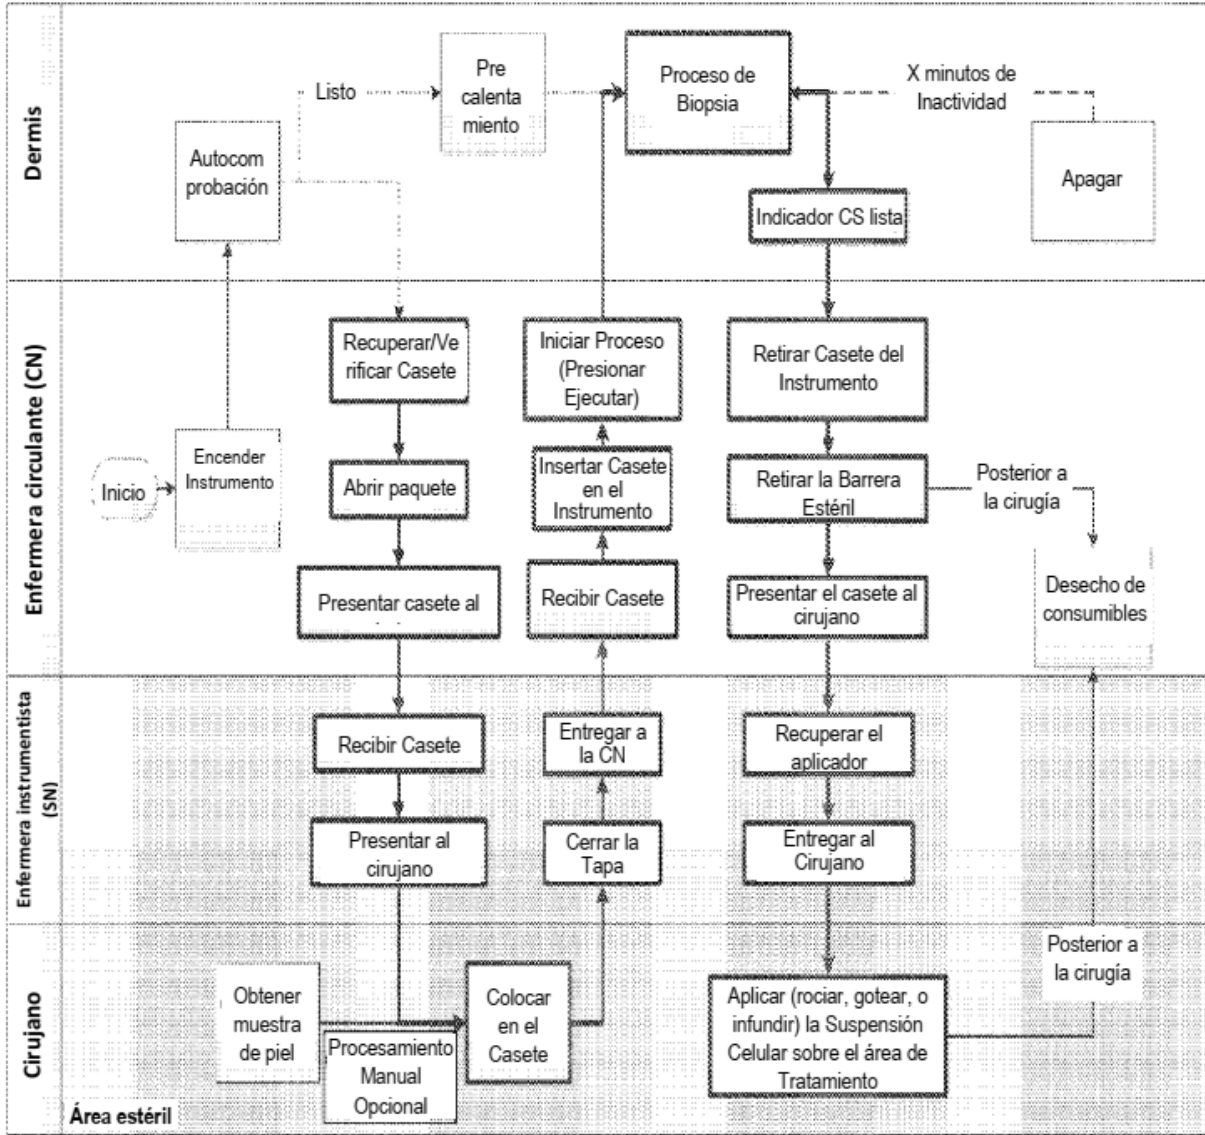 Dermis
Listo
Pre
calenta
miento
Proceso de
Biopsia
X minutos de
Inactividad
Autocom
probación
Apagar
Indicador CS lista
Enfermera circulante (CN)
Recuperar/Ve
rificar Casete
Iniciar Proceso
(Presionar
Ejecutar)
Retirar Casete del
Instrumento
Inicio
Encender
Instrumento
Abrir paquete
Insertar Casete
en el
Instrumento
Retirar la Barrera
Estéril
Posterior a
la cirugía
Presentar casete al
Recibir Casete
Presentar el casete al
cirujano
Desecho de
consumibles
Enfermera instrumentista
(SN)
Recibir Casete
Entregar a
la CN
Recuperar el
aplicador
Presentar al
cirujano
Cerrar la
Tapa
Entregar al
Cirujano
Cirujano
Obtener
muestra
de piel
Procesamiento
Manual
Opcional
Colocar
en el
Casete
Aplicar (rociar, gotear, o
infundir) la Suspensión
Celular sobre el área de
Tratamiento
Posterior a
la cirugía
Área estéril